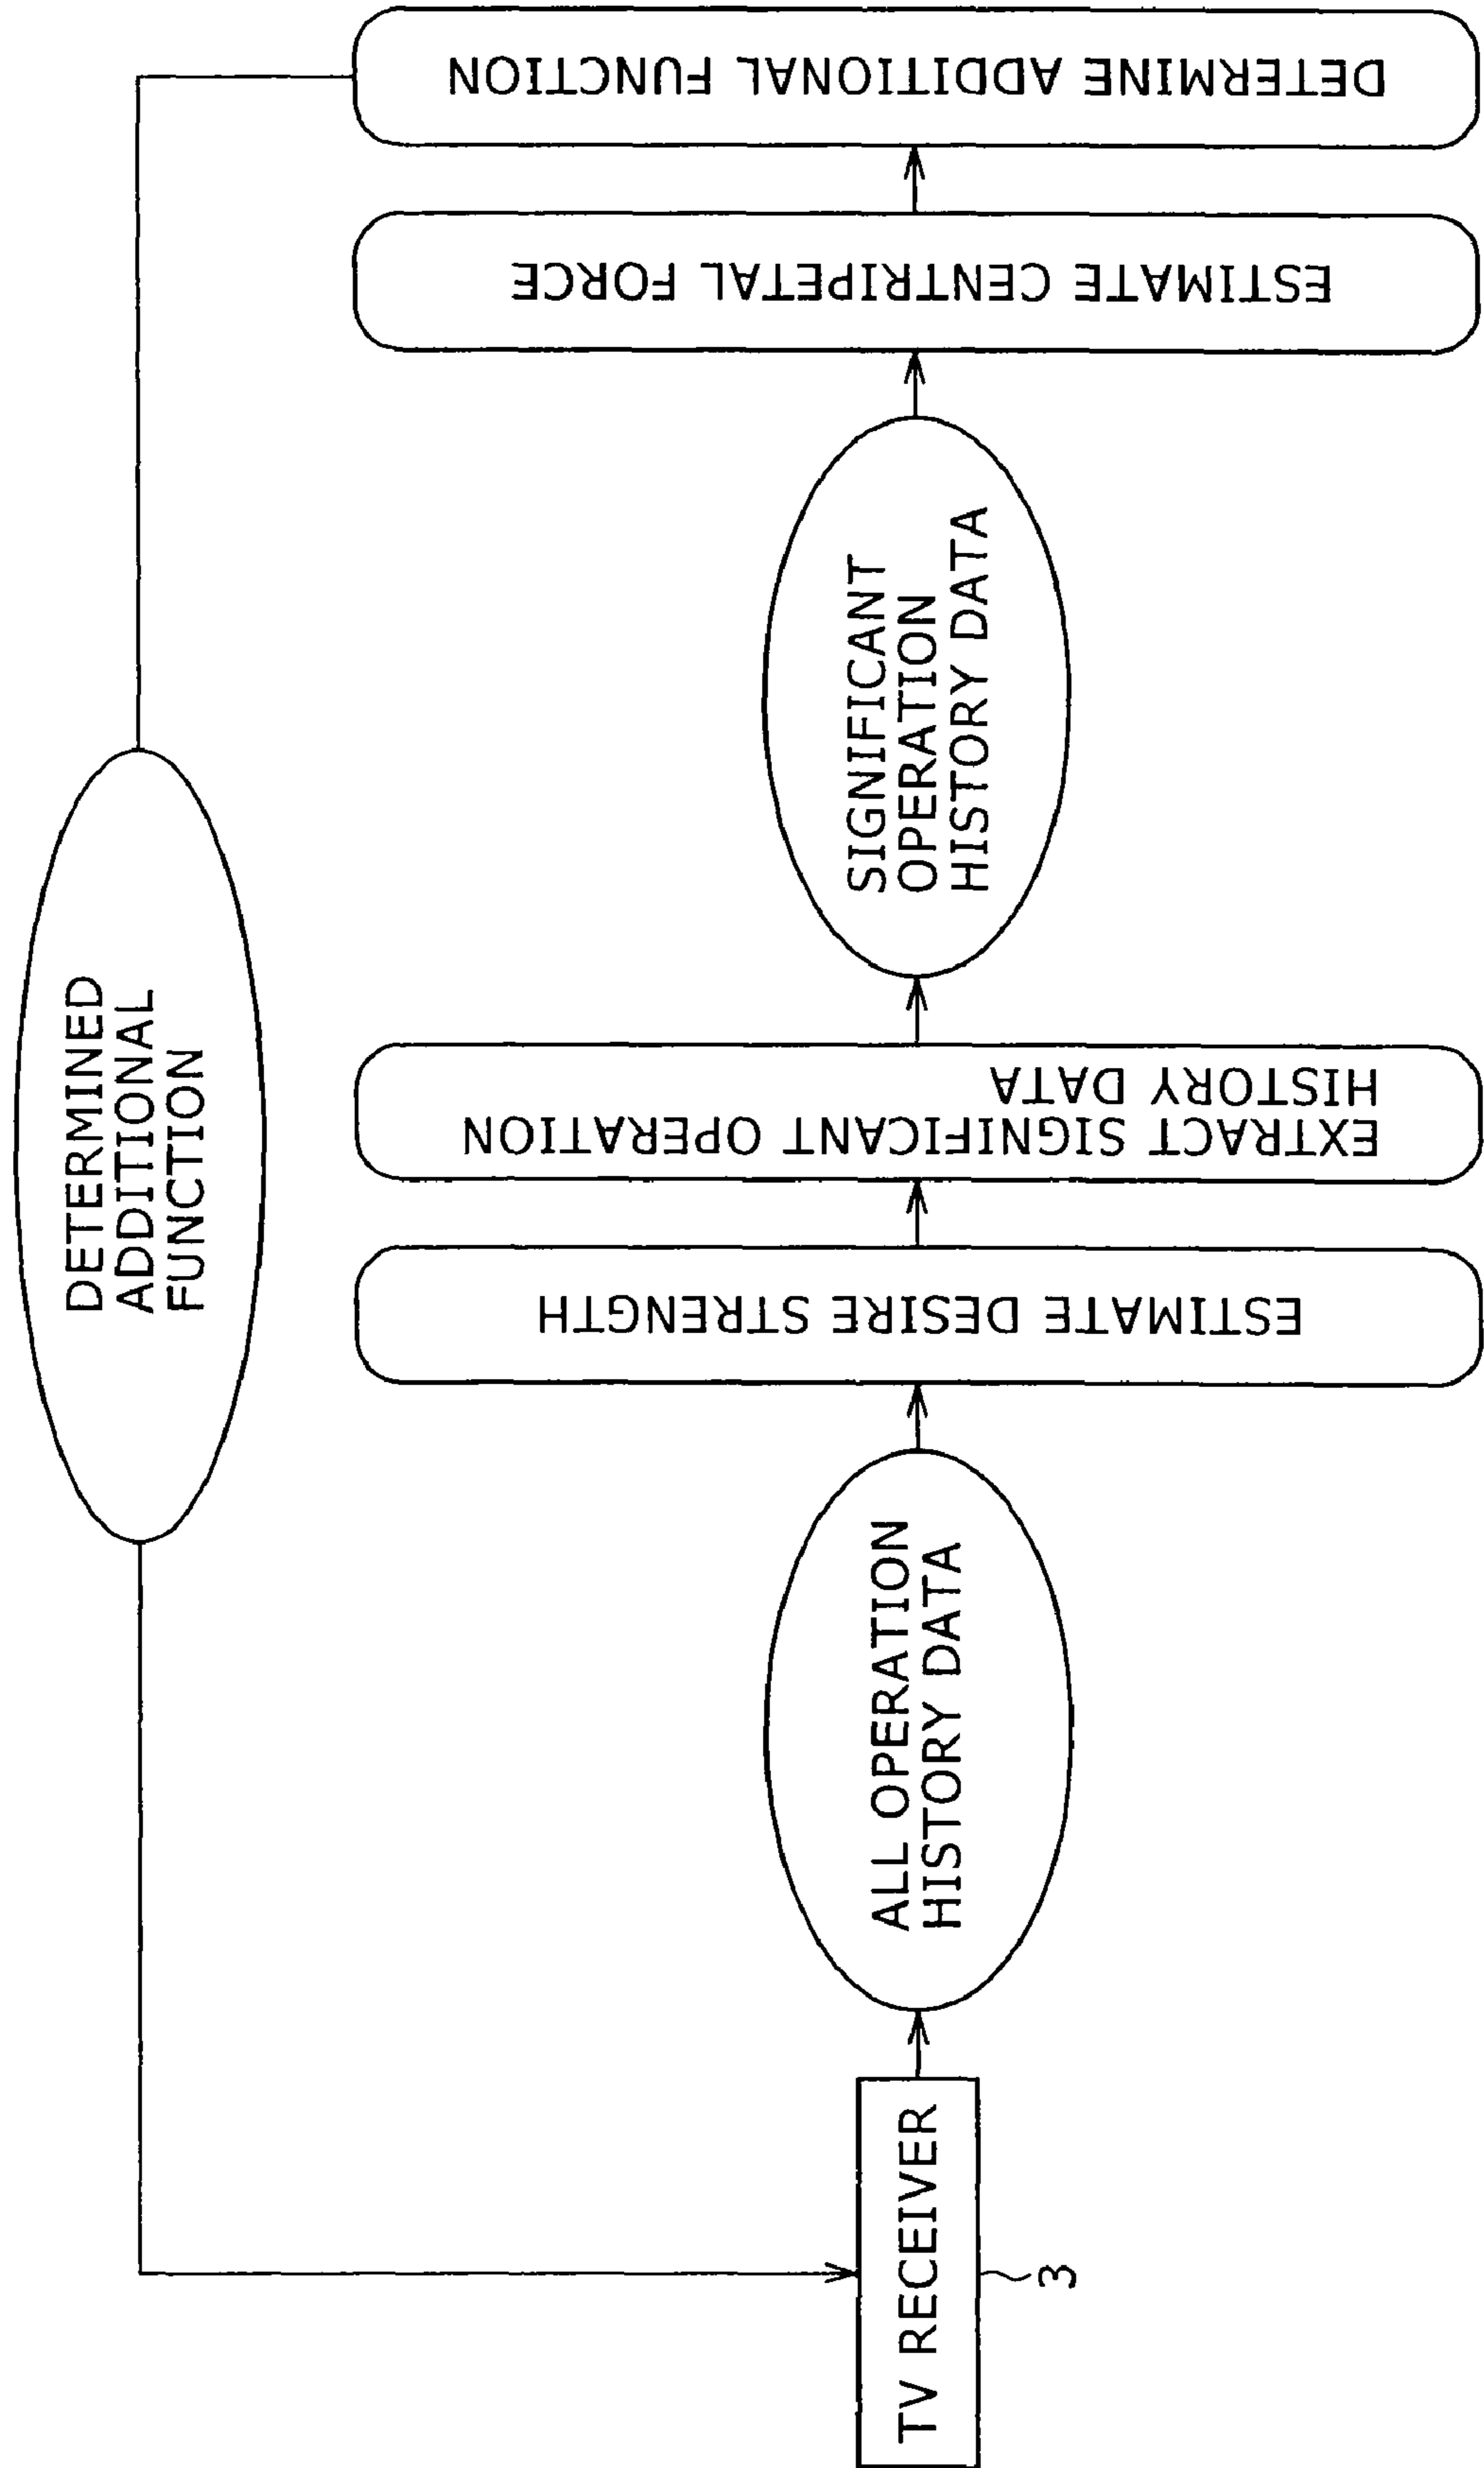 TV RECEIVER
3
ALL OPERATION
HISTORY DATA
ESTIMATE DESIRE STRENGTH
EXTRACT SIGNIFICANT OPERATION
HISTORY DATA
SIGNIFICANT
OPERATION
HISTORY DATA
ESTIMATE CENTRIPETAL FORCE
DETERMINE ADDITIONAL FUNCTION
DETERMINED
ADDITIONAL
FUNCTION